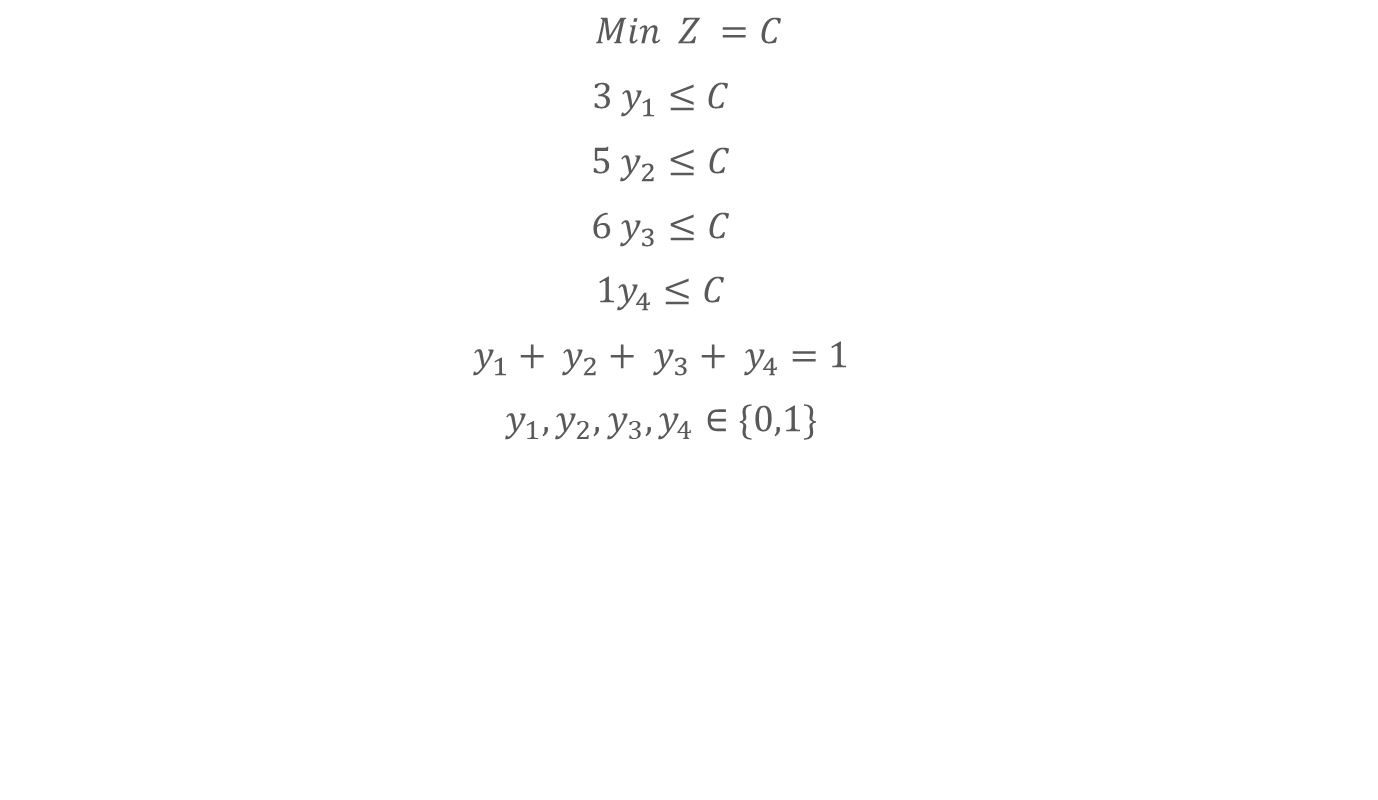 Min Z = C
3 y₁ ≤ C
5 y₂ ≤ C
6 y₃ ≤ C
1y₄ ≤ C
y₁ + y₂ + y₃ + y₄ = 1
y₁, y₂, y₃, y₄ ∈ {0,1}